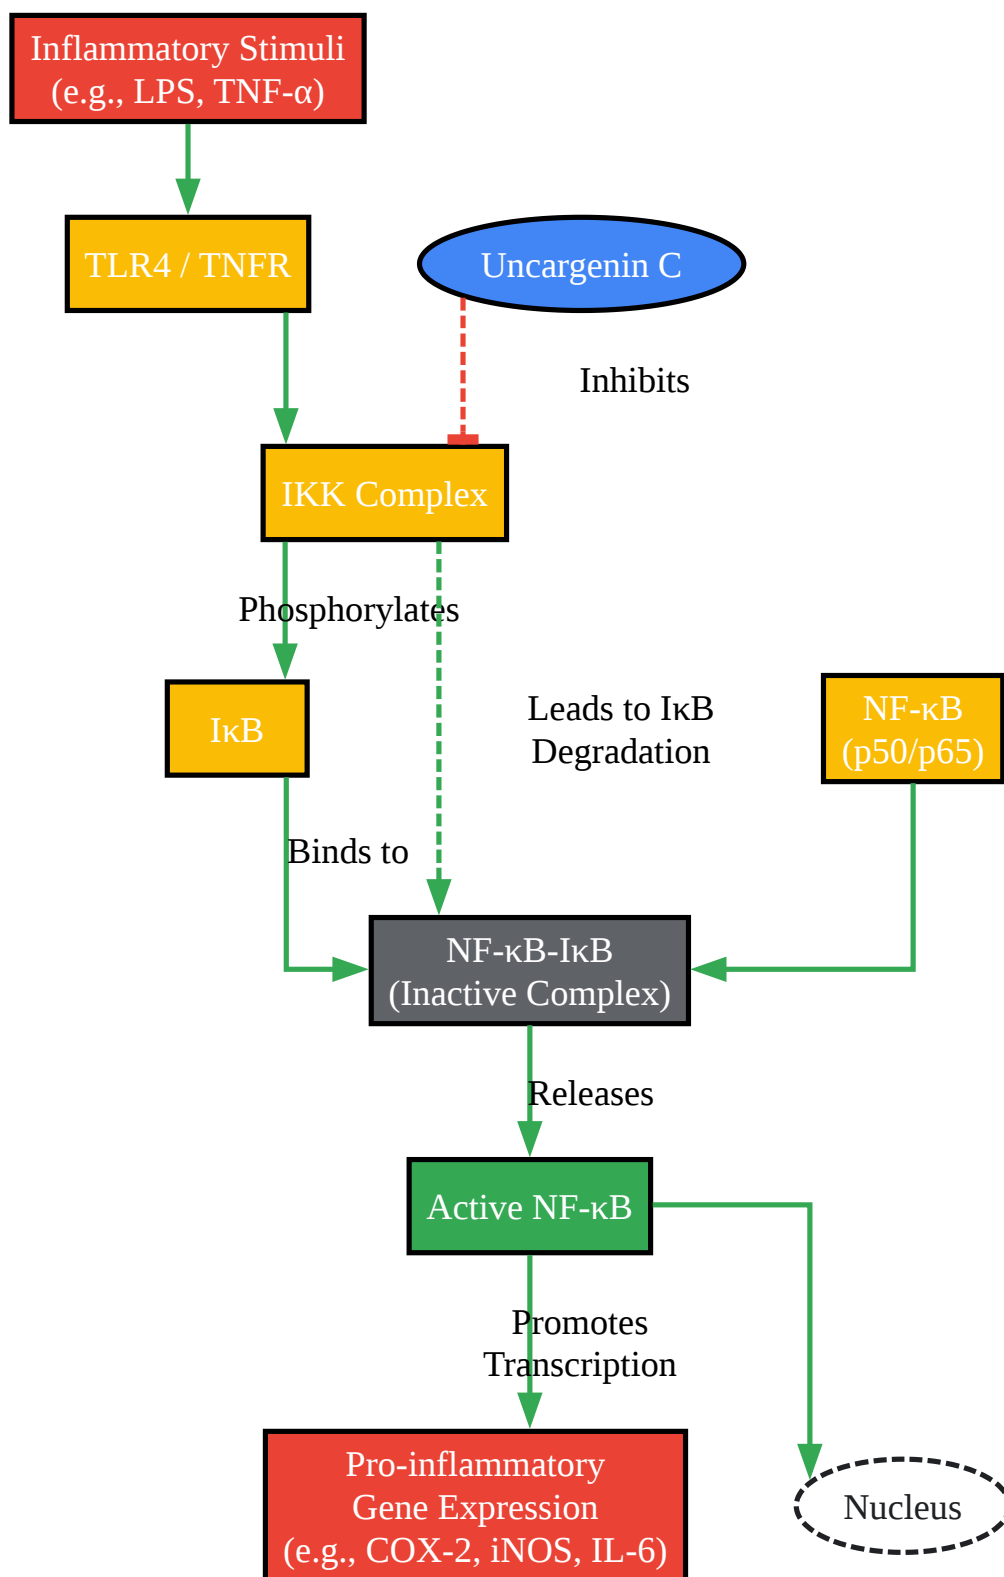 Inflammatory Stimuli
(e.g., LPS, TNF-α)
TLR4 / TNFR
Uncargenin C
Inhibits
IKK Complex
Phosphorylates
IκB
Leads to IκB
Degradation
NF-κB
(p50/p65)
Binds to
NF-κB-IκB
(Inactive Complex)
Releases
Active NF-κB
Promotes
Transcription
Pro-inflammatory
Gene Expression
(e.g., COX-2, iNOS, IL-6)
Nucleus